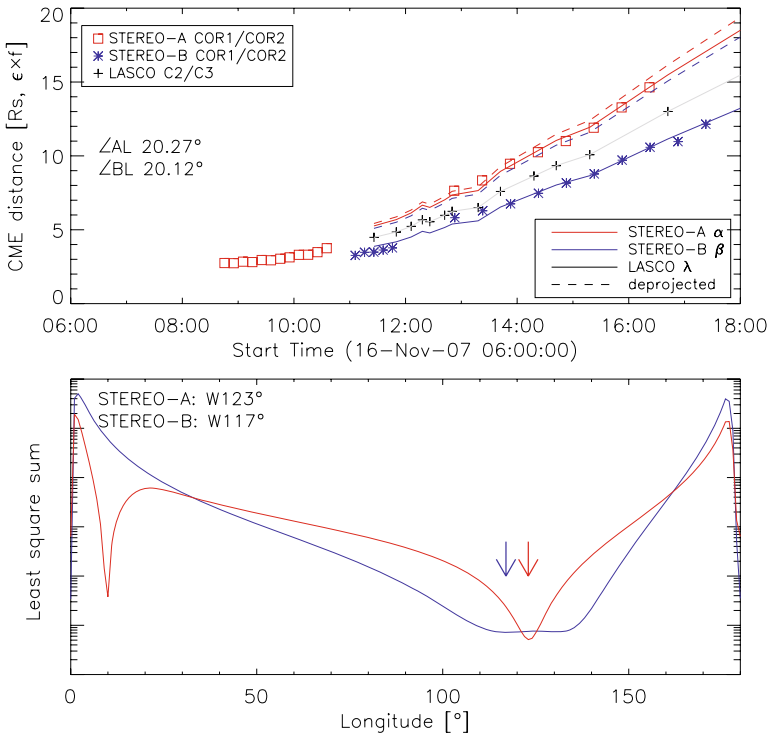 20
15
10
5
0
CME distance [Rs, ϵ×f]
STEREO-A COR1/COR2
STEREO-B COR1/COR2
LASCO C2/C3
∠AL 20.27°
∠BL 20.12°
STEREO-A α
STEREO-B β
LASCO λ
deprojected
06:00 08:00 10:00 12:00 14:00 16:00 18:00
Start Time (16-Nov-07 06:00:00)
STEREO-A: W123°
STEREO-B: W117°
Least square sum
0 50 100 150
Longitude [°]